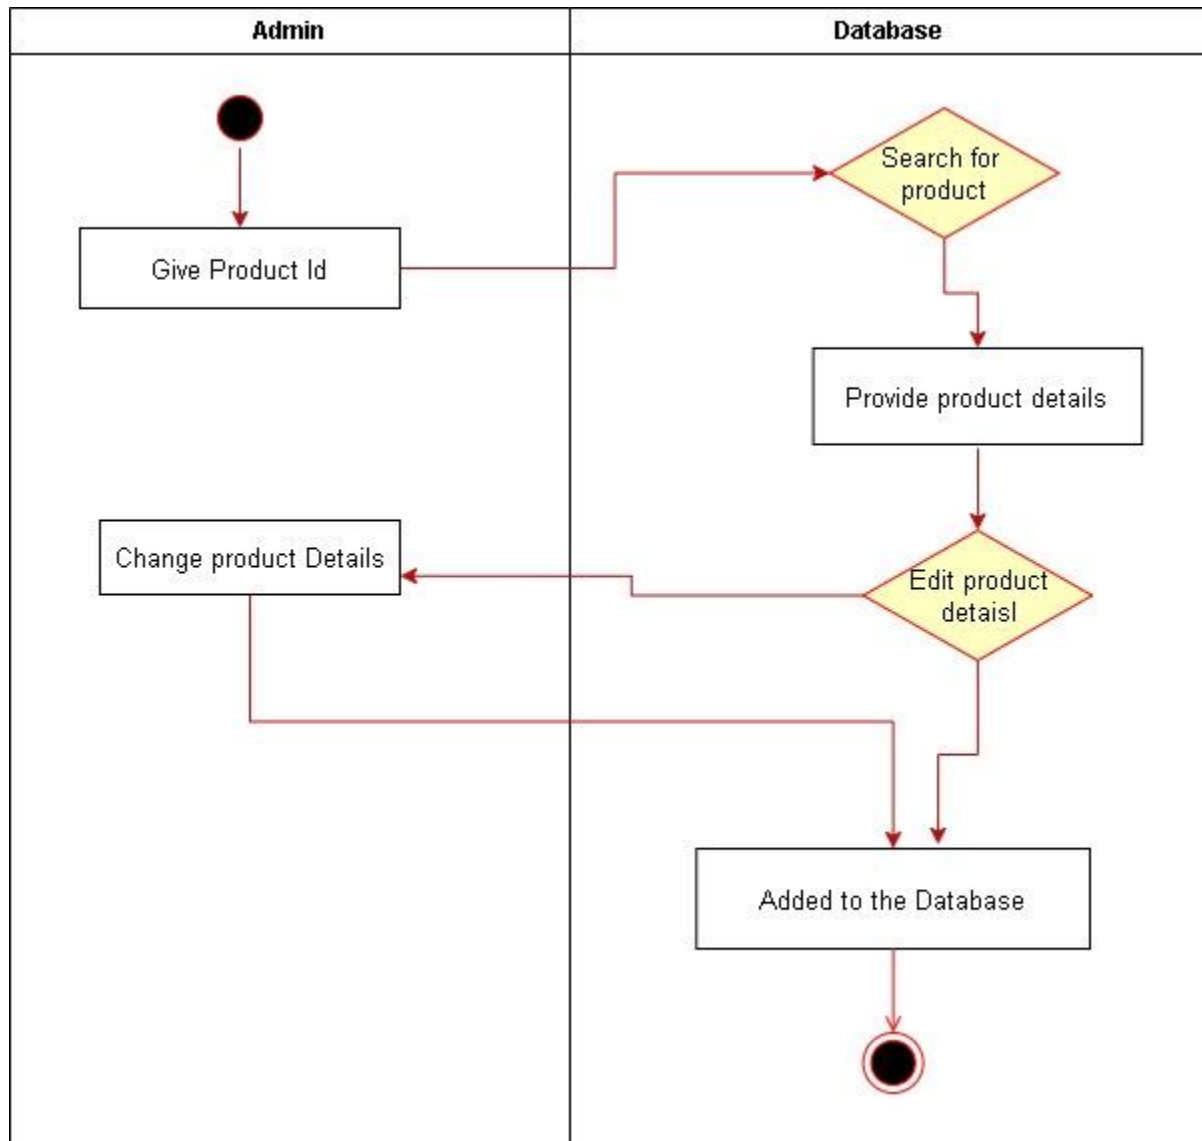 Admin
Database
Search for
product
Give Product Id
Provide product details
Change product Details
Edit product
detaisl
Added to the Database